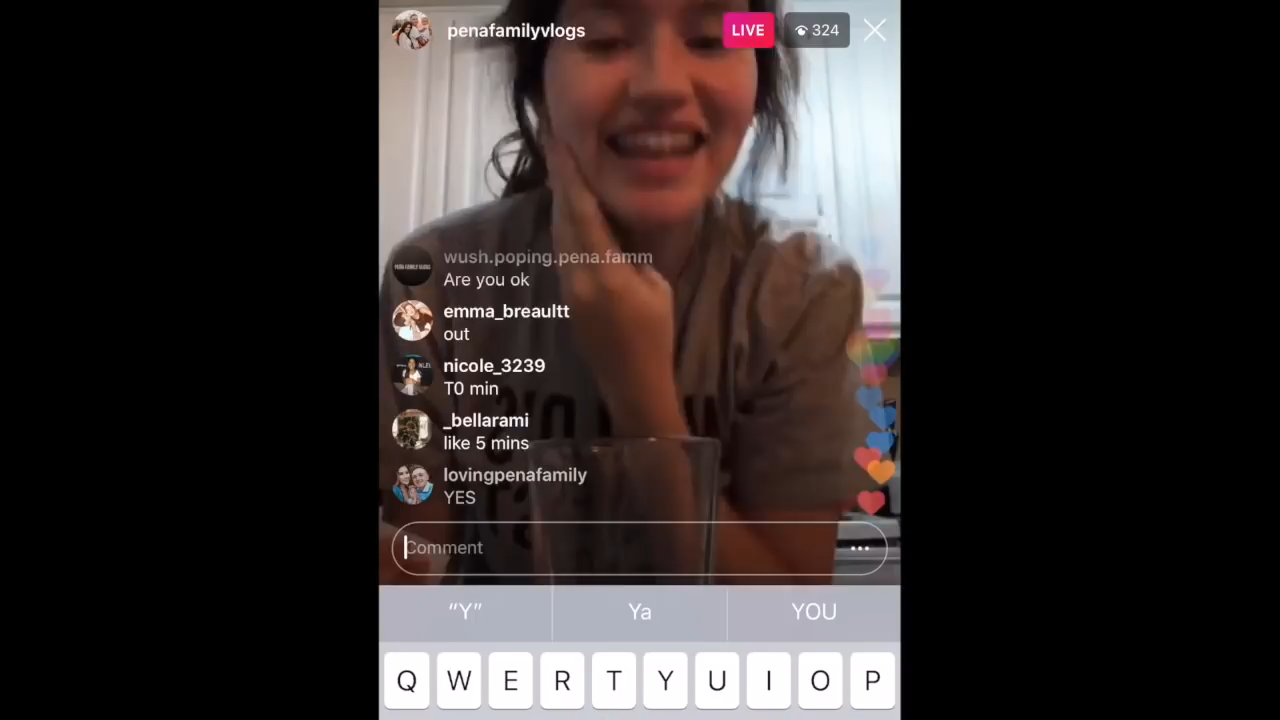 penafamilyvlogs
LIVE
324
wush.poping.pena.famm
Are you ok
emma_breaultt
out
nicole_3239
T0 min
_bellarami
like 5 mins
lovingpenafamily
YES
Comment
“Y” Ya YOU
Q W E R T Y U I O P